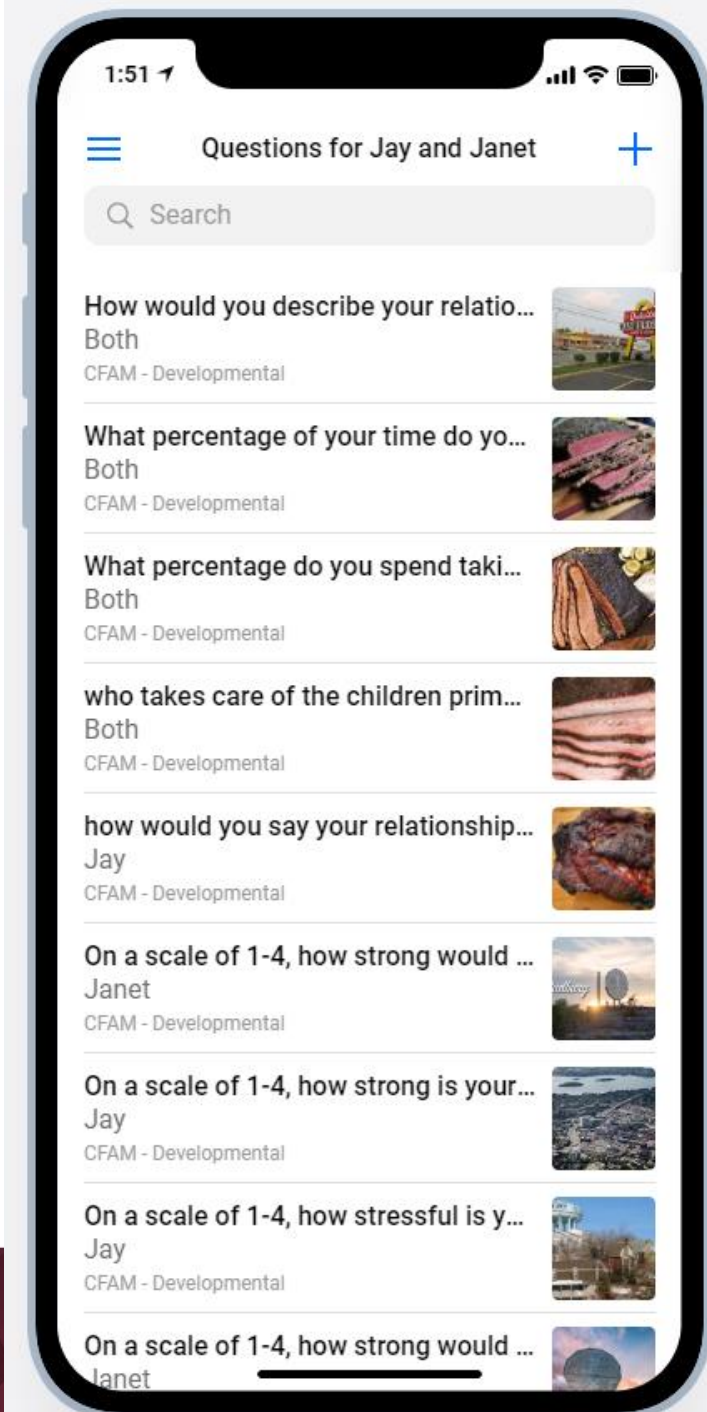 1:51
Questions for Jay and Janet
Search
How would you describe your relatio...
Both
CFAM - Developmental
What percentage of your time do yo...
Both
CFAM - Developmental
What percentage do you spend taki...
Both
CFAM - Developmental
who takes care of the children prim...
Both
CFAM - Developmental
how would you say your relationship...
Jay
CFAM - Developmental
On a scale of 1-4, how strong would ...
Janet
CFAM - Developmental
On a scale of 1-4, how strong is your...
Jay
CFAM - Developmental
On a scale of 1-4, how stressful is y...
Jay
CFAM - Developmental
On a scale of 1-4, how strong would ...
Janet